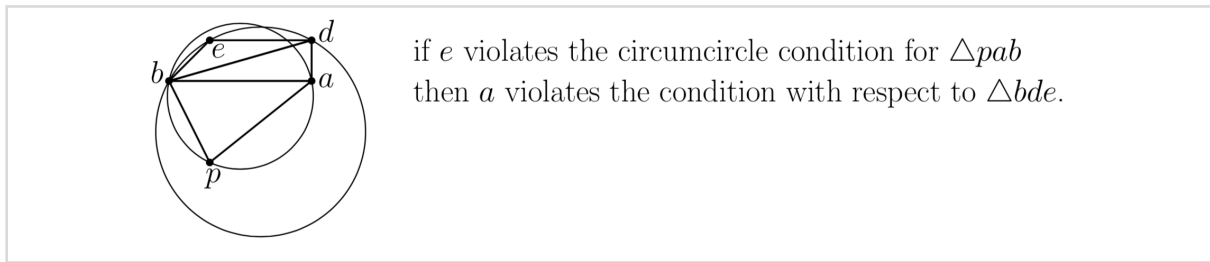 d
e
b
a
p
if e violates the circumcircle condition for △pab
then a violates the condition with respect to △bde.